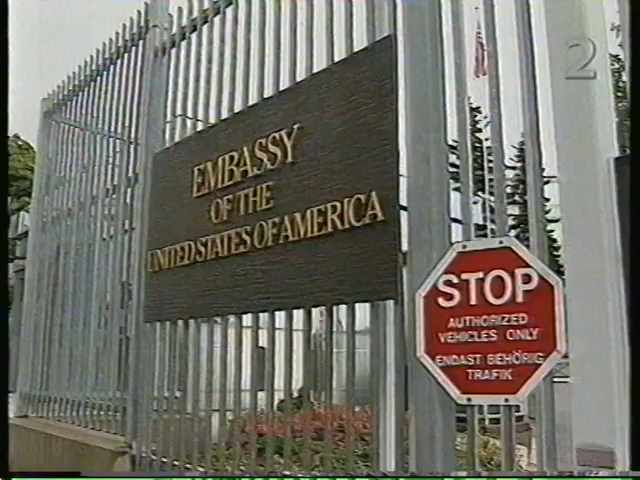 2
EMBASSY
OF THE
UNITED STATES OF AMERICA
STOP
AUTHORIZED
VEHICLES ONLY
ENDAST BEHÖRIG
TRAFIK